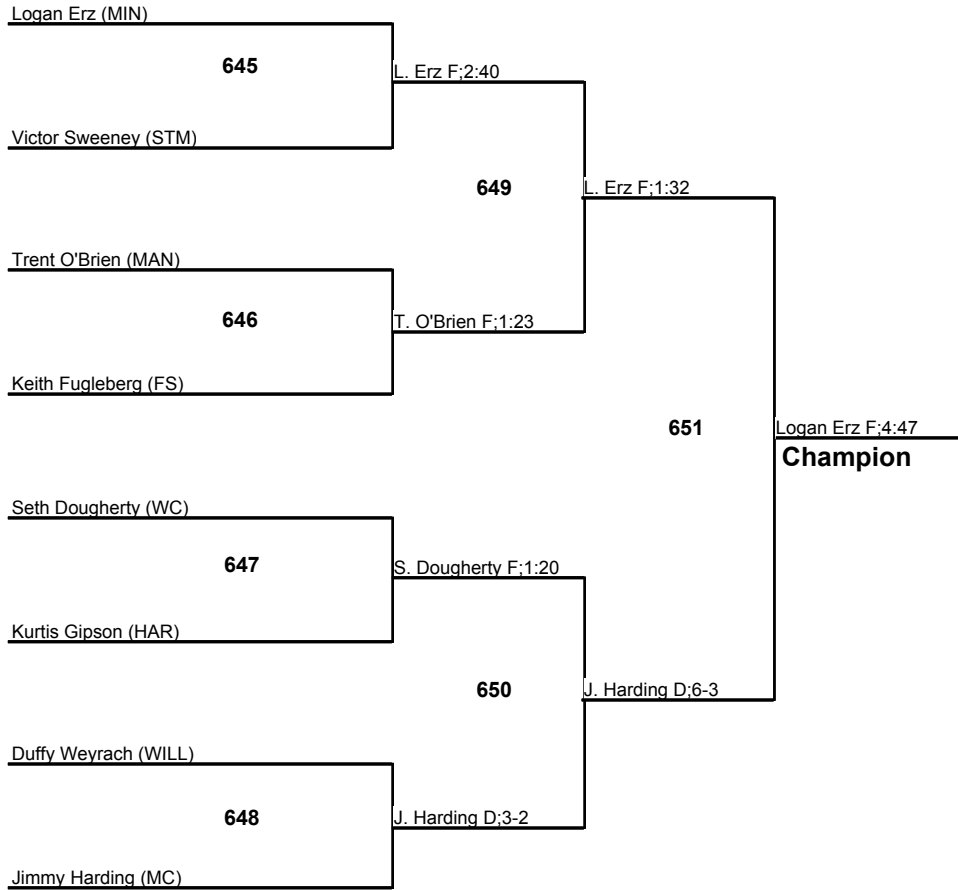 Logan Erz (MIN)
645
L. Erz F;2:40
Victor Sweeney (STM)
649
L. Erz F;1:32
Trent O'Brien (MAN)
646
T. O'Brien F;1:23
Keith Fugleberg (FS)
651
Logan Erz F;4:47
Champion
Seth Dougherty (WC)
647
S. Dougherty F;1:20
Kurtis Gipson (HAR)
650
J. Harding D;6-3
Duffy Weyrach (WILL)
648
J. Harding D;3-2
Jimmy Harding (MC)